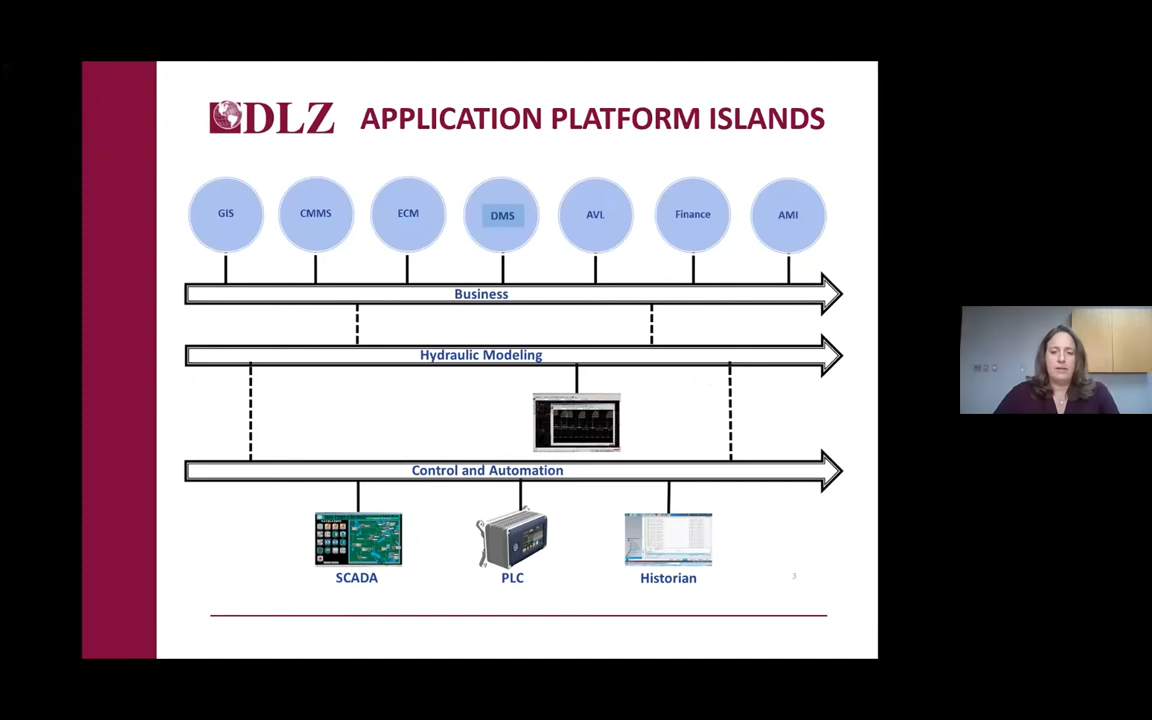 DLZ APPLICATION PLATFORM ISLANDS
GIS CMMS ECM DMS AVL Finance AMI
Business
Hydraulic Modeling
Control and Automation
SCADA PLC Historian
3